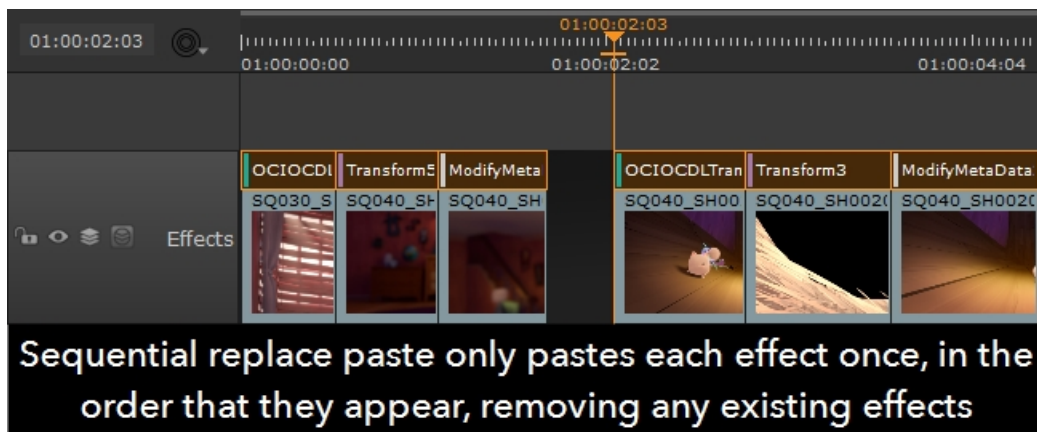 01:00:02:03
01:00:02:03
01:00:00:00 01:00:02:02 01:00:04:04
OCIOCDL Transform5 ModifyMeta OCIOCDLTran Transform3 ModifyMetaData
SQ030_S SQ040_SH SQ040_SH SQ040_SH00 SQ040_SH002( SQ040_SH002(
Effects
Sequential replace paste only pastes each effect once, in the
order that they appear, removing any existing effects